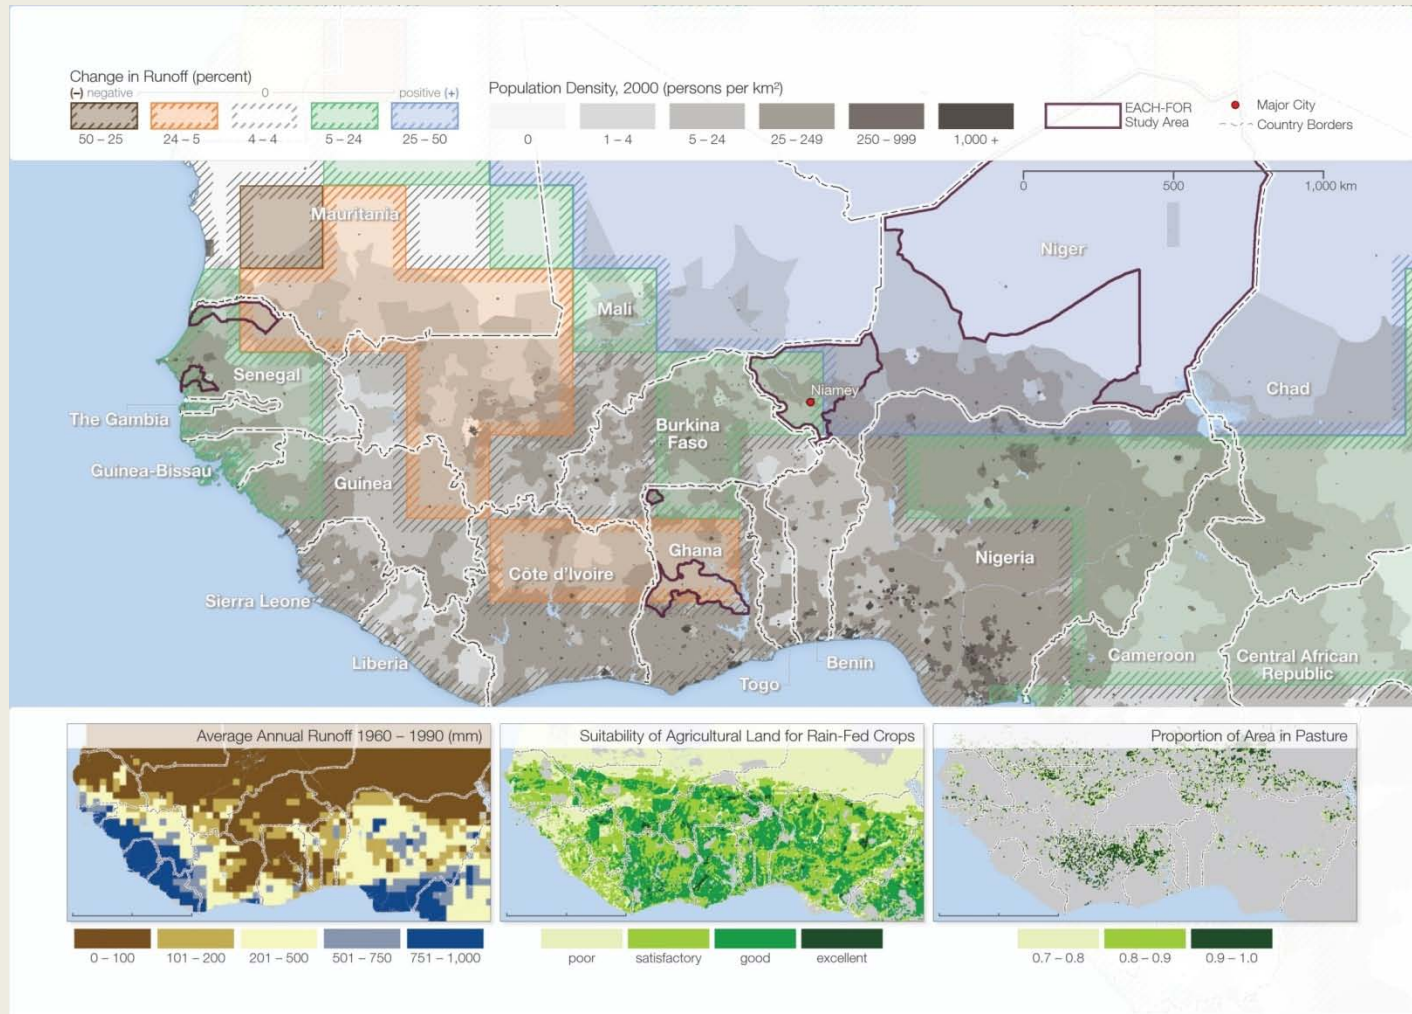 Change in Runoff (percent)
(–) negative 0 positive (+)
50 – 25 24 – 5 4 – 4 5 – 24 25 – 50
Population Density, 2000 (persons per km²)
0 1 – 4 5 – 24 25 – 249 250 – 999 1,000 +
EACH-FOR
Study Area
Major City
Country Borders
0 500 1,000 km
Mauritania
Niger
Mali
Senegal
Niamey
Chad
The Gambia
Burkina
Faso
Guinea-Bissau
Guinea
Ghana
Nigeria
Côte d'Ivoire
Sierra Leone
Liberia
Benin
Togo
Cameroon
Central African
Republic
Average Annual Runoff 1960 – 1990 (mm)
0 – 100 101 – 200 201 – 500 501 – 750 751 – 1,000
Suitability of Agricultural Land for Rain-Fed Crops
poor satisfactory good excellent
Proportion of Area in Pasture
0.7 – 0.8 0.8 – 0.9 0.9 – 1.0